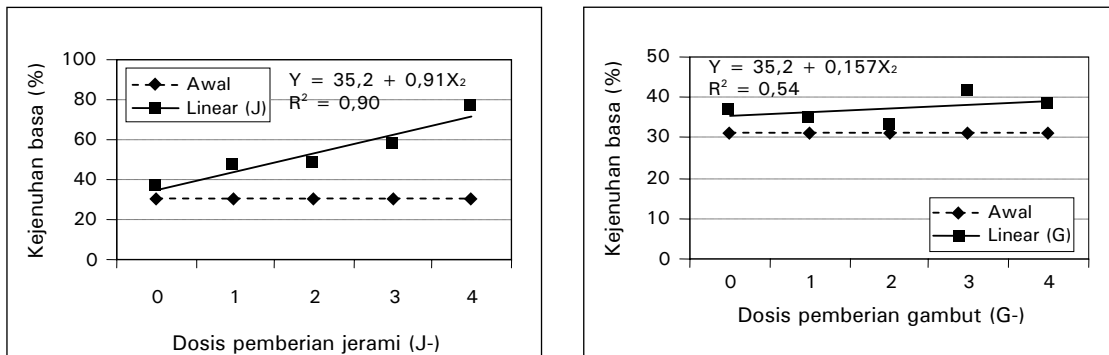 Kejenuhan basa (%)
100
80
60
40
20
0
Awal
Linear (J)
Y = 35,2 + 0,91X₂
R² = 0,90
0 1 2 3 4
Dosis pemberian jerami (J-)
Kejenuhan basa (%)
50
40
30
20
10
0
Y = 35,2 + 0,157X₂
R² = 0,54
Awal
Linear (G)
0 1 2 3 4
Dosis pemberian gambut (G-)